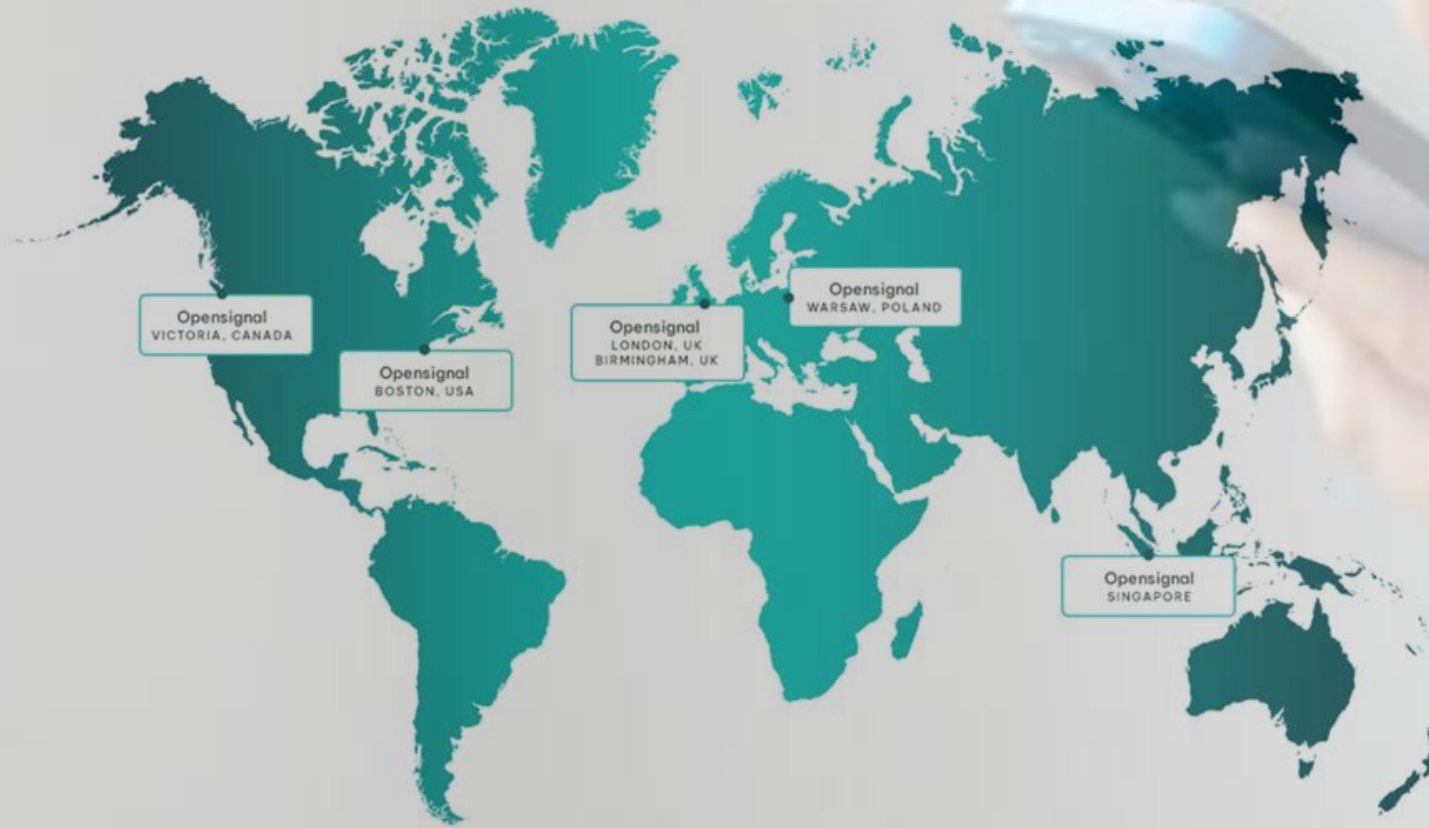 Opensignal
VICTORIA, CANADA
Opensignal
BOSTON, USA
Opensignal
LONDON, UK
BIRMINGHAM, UK
Opensignal
WARSAW, POLAND
Opensignal
SINGAPORE